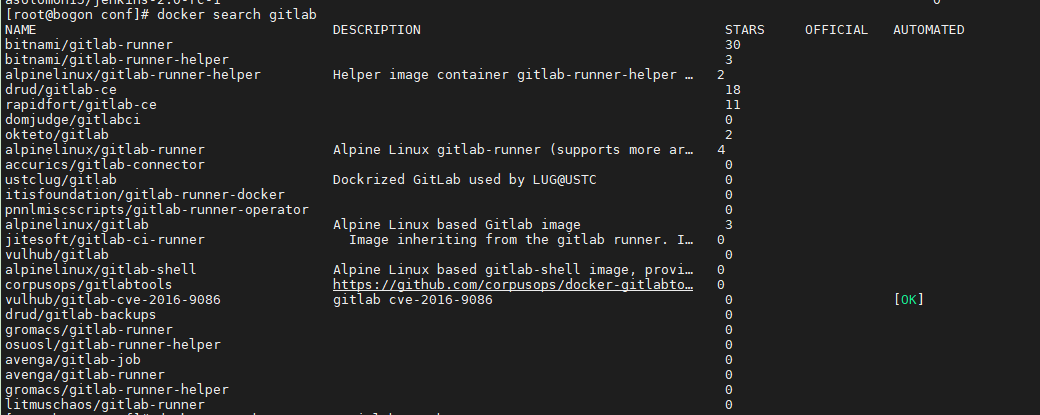 [root@bogon conf]# docker search gitlab
NAME DESCRIPTION STARS OFFICIAL AUTOMATED
bitnami/gitlab-runner 30
bitnami/gitlab-runner-helper 3
alpinelinux/gitlab-runner-helper Helper image container gitlab-runner-helper … 2
drud/gitlab-ce 18
rapidfort/gitlab-ce 11
domjudge/gitlabci 0
okteto/gitlab 2
alpinelinux/gitlab-runner Alpine Linux gitlab-runner (supports more ar… 4
accurics/gitlab-connector 0
ustclug/gitlab Dockrized GitLab used by LUG@USTC 0
itisfoundation/gitlab-runner-docker 0
pnnlmiscscripts/gitlab-runner-operator 0
alpinelinux/gitlab Alpine Linux based Gitlab image 3
jitesoft/gitlab-ci-runner Image inheriting from the gitlab runner. I… 0
vulhub/gitlab 0
alpinelinux/gitlab-shell Alpine Linux based gitlab-shell image, provi… 0
corpusops/gitlabtools https://github.com/corpusops/docker-gitlabto… 0
vulhub/gitlab-cve-2016-9086 gitlab cve-2016-9086 0 [OK]
drud/gitlab-backups 0
gromacs/gitlab-runner 0
osuosl/gitlab-runner-helper 0
avenga/gitlab-job 0
avenga/gitlab-runner 0
gromacs/gitlab-runner-helper 0
litmuschaos/gitlab-runner 0